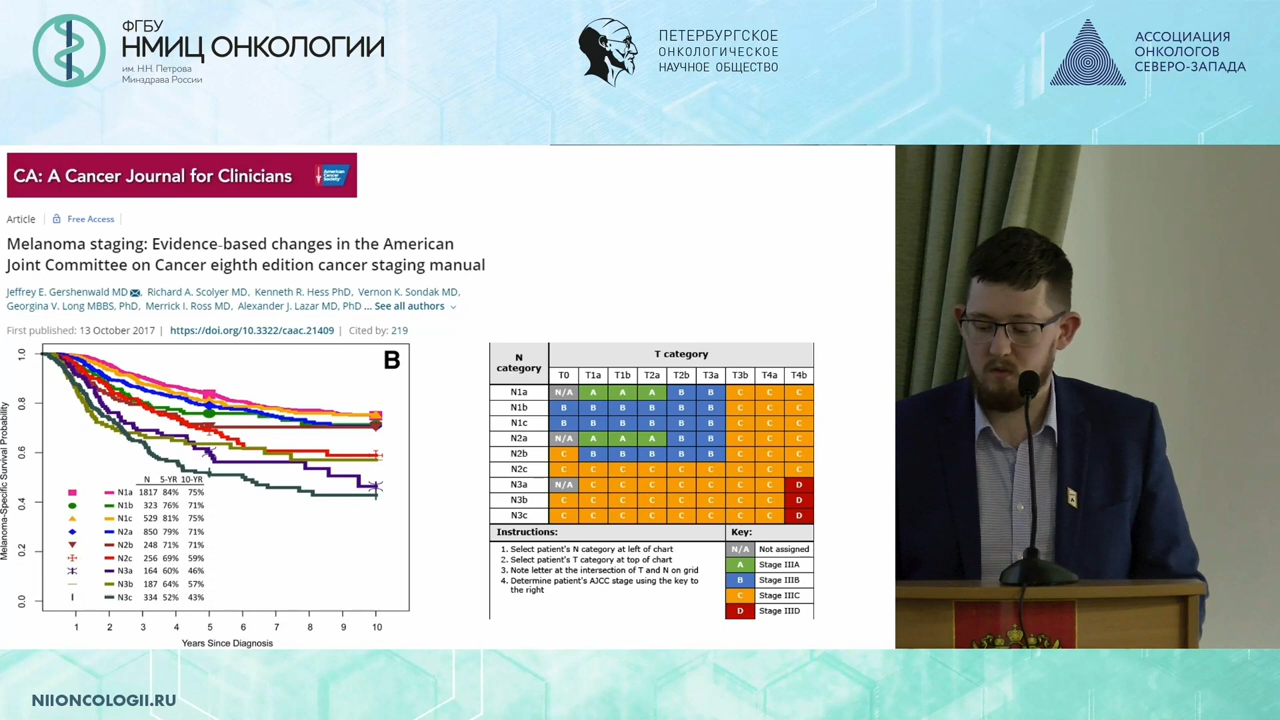 ФГБУ
НМИЦ ОНКОЛОГИИ
им. Н.Н. Петрова
Минздрава России
ПЕТЕРБУРГСКОЕ
ОНКОЛОГИЧЕСКОЕ
НАУЧНОЕ ОБЩЕСТВО
АССОЦИАЦИЯ
ОНКОЛОГОВ
СЕВЕРО-ЗАПАДА
CA: A Cancer Journal for Clinicians
American Cancer Society
Article | Free Access |
Melanoma staging: Evidence-based changes in the American
Joint Committee on Cancer eighth edition cancer staging manual
Jeffrey E. Gershenwald MD, Richard A. Scolyer MD, Kenneth R. Hess PhD, Vernon K. Sondak MD,
Georgina V. Long MBBS, PhD, Merrick I. Ross MD, Alexander J. Lazar MD, PhD ... See all authors
First published: 13 October 2017 | https://doi.org/10.3322/caac.21409 | Cited by: 219
B
Melanoma-Specific Survival Probability
1.0
0.8
0.6
0.4
0.2
0.0
N 5-YR 10-YR
N1a 1817 84% 75%
N1b 323 76% 71%
N1c 529 81% 75%
N2a 850 79% 71%
N2b 248 71% 71%
N2c 256 69% 59%
N3a 164 60% 46%
N3b 187 64% 57%
N3c 334 52% 43%
1 2 3 4 5 6 7 8 9 10
Years Since Diagnosis
N category T category
T0 T1a T1b T2a T2b T3a T3b T4a T4b
N1a N/A A A A B B C C C
N1b B B B B B B C C C
N1c B B B B B B C C C
N2a N/A A A A B B C C C
N2b C B B B B B C C C
N2c C C C C C C C C C
N3a N/A C C C C C C C D
N3b C C C C C C C C D
N3c C C C C C C C C D
Instructions:
1. Select patient's N category at left of chart
2. Select patient's T category at top of chart
3. Note letter at the intersection of T and N on grid
4. Determine patient's AJCC stage using the key to
the right
Key:
N/A Not assigned
A Stage IIIA
B Stage IIIB
C Stage IIIC
D Stage IIID
NIIONCOLOGII.RU